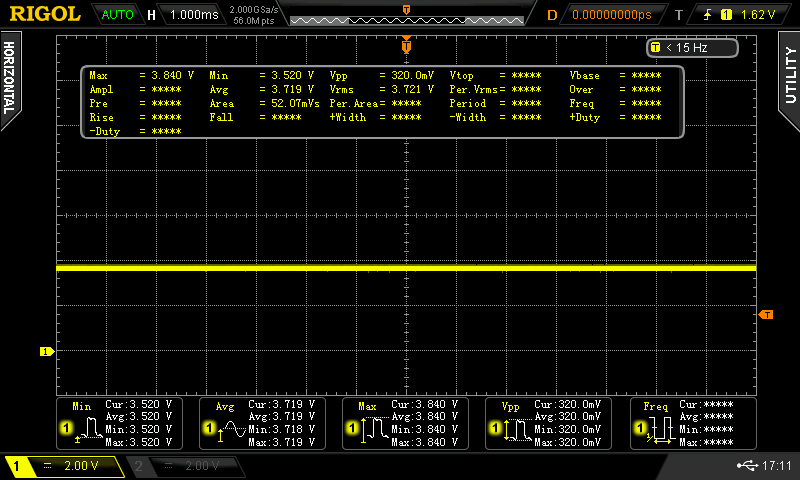 RIGOL AUTO H 1.000ms 2.000GSa/s 56.0M pts T D 0.00000000ps T 1 1.62 V
HORIZONTAL
UTILITY
T
T < 15 Hz
Max = 3.840 V Min = 3.520 V Vpp = 320.0mV Vtop = ***** Vbase = *****
Ampl = ***** Avg = 3.719 V Vrms = 3.721 V Per.Vrms= ***** Over = *****
Pre = ***** Area = 52.07mVs Per.Area= ***** Period = ***** Freq = *****
Rise = ***** Fall = ***** +Width = ***** -Width = ***** +Duty = *****
-Duty = *****
T
1
Min Cur:3.520 V Avg Cur:3.719 V Max Cur:3.840 V Vpp Cur:320.0mV Freq Cur:*****
Avg:3.520 V Avg:3.719 V Avg:3.840 V Avg:320.0mV Avg:*****
1 Min:3.520 V 1 Min:3.718 V 1 Min:3.840 V 1 Min:320.0mV 1 Min:*****
Max:3.520 V Max:3.719 V Max:3.840 V Max:320.0mV Max:*****
1 2.00 V 2 2.00 V 17:11